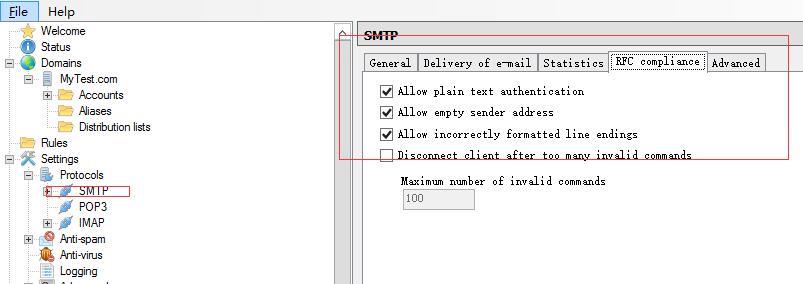 File Help
Welcome
Status
Domains
MyTest.com
Accounts
Aliases
Distribution lists
Rules
Settings
Protocols
SMTP
POP3
IMAP
Anti-spam
Anti-virus
Logging
SMTP
General Delivery of e-mail Statistics RFC compliance Advanced
Allow plain text authentication
Allow empty sender address
Allow incorrectly formatted line endings
Disconnect client after too many invalid commands
Maximum number of invalid commands
100